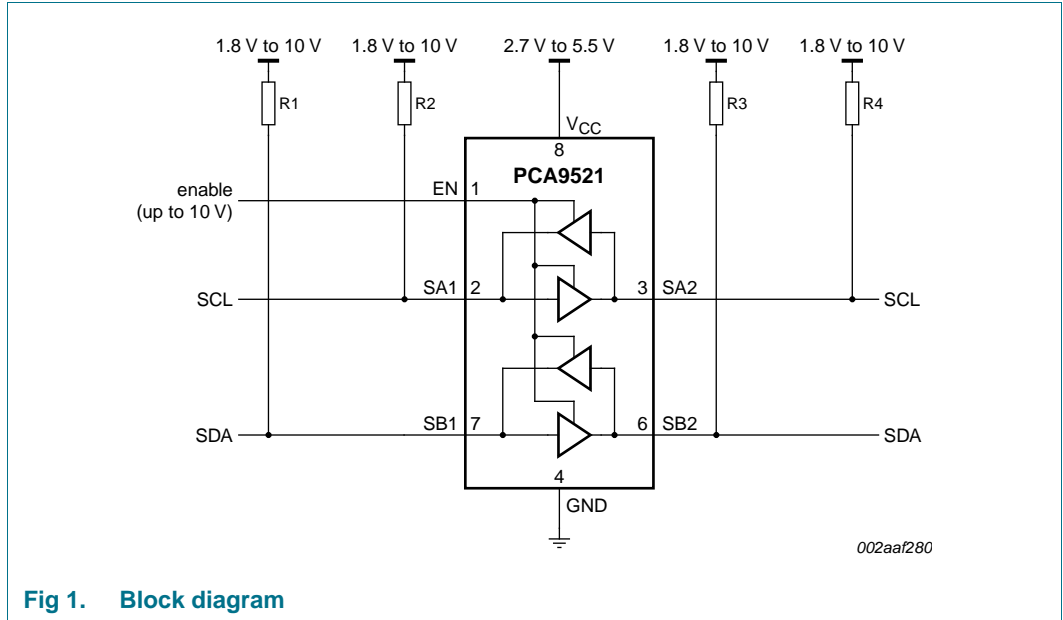 1.8 V to 10 V 1.8 V to 10 V 2.7 V to 5.5 V 1.8 V to 10 V 1.8 V to 10 V
R1 R2 R3 R4
VCC
8
PCA9521
enable
(up to 10 V)
EN 1
SCL SA1 2 3 SA2 SCL
SDA SB1 7 6 SB2 SDA
4
GND
002aaf280
Fig 1. Block diagram